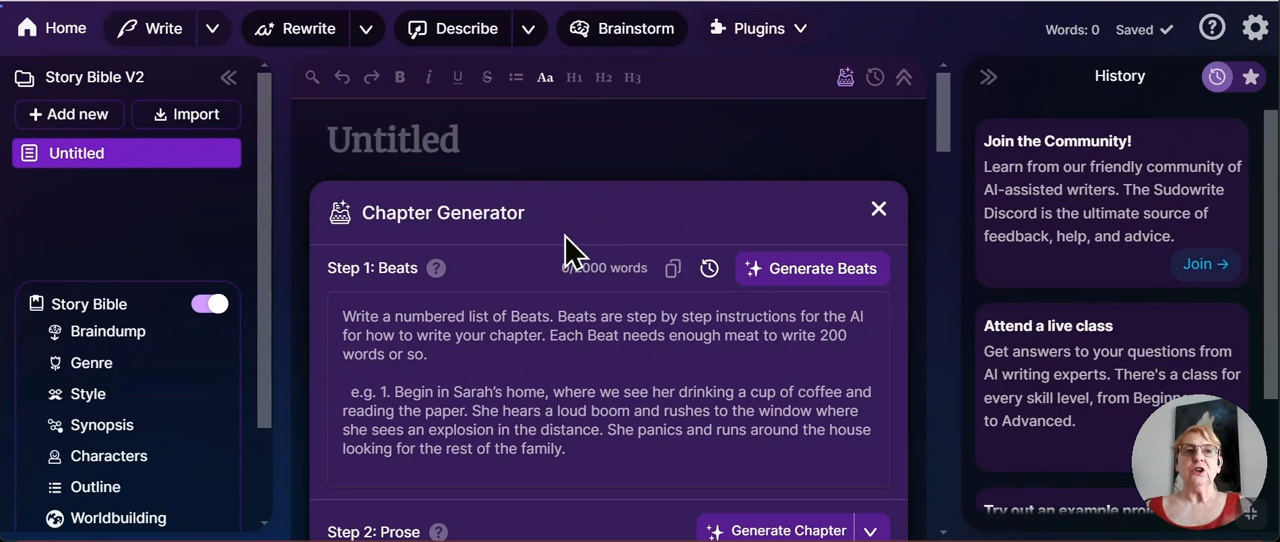 Home
Write
Rewrite
Describe
Brainstorm
Plugins
Words: 0
Saved
?
Story Bible V2
+ Add new
Import
Untitled
Story Bible
Braindump
Genre
Style
Synopsis
Characters
Outline
Worldbuilding
B i U S Aa H1 H2 H3
Untitled
Chapter Generator
Step 1: Beats ?
words
Generate Beats
Write a numbered list of Beats. Beats are step by step instructions for the AI
for how to write your chapter. Each Beat needs enough meat to write 200
words or so.
e.g. 1. Begin in Sarah's home, where we see her drinking a cup of coffee and
reading the paper. She hears a loud boom and rushes to the window where
she sees an explosion in the distance. She panics and runs around the house
looking for the rest of the family.
Step 2: Prose ?
Generate Chapter
History
Join the Community!
Learn from our friendly community of
AI-assisted writers. The Sudowrite
Discord is the ultimate source of
feedback, help, and advice.
Join →
Attend a live class
Get answers to your questions from
AI writing experts. There's a class for
every skill level, from
to Advanced.
Try out an example